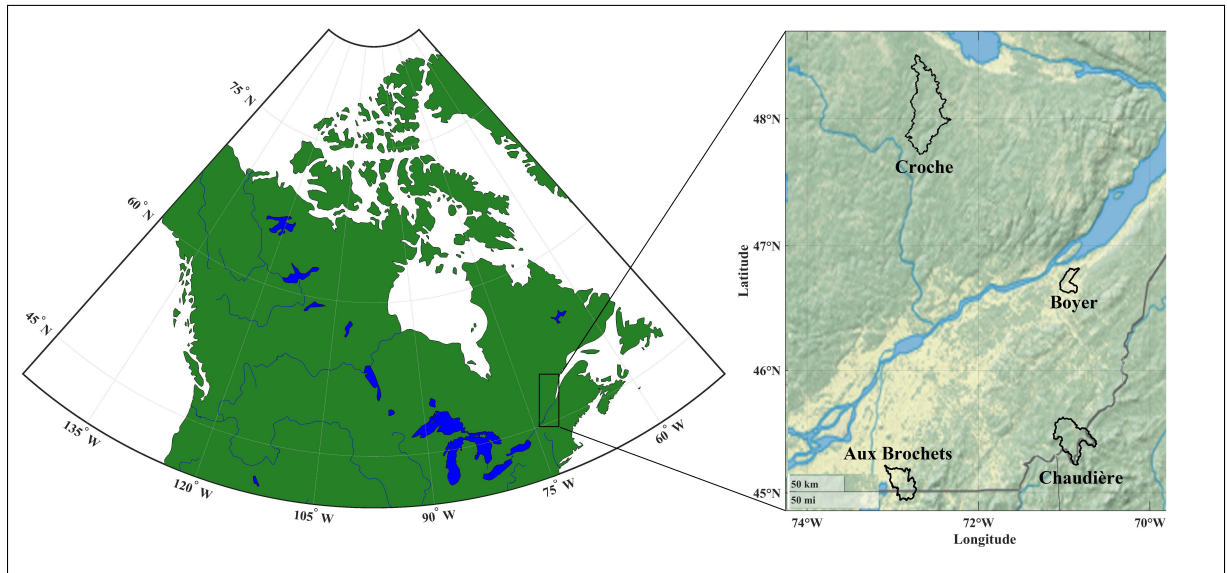 75° N
60° N
45° N
135° W
120° W
105° W
90° W
75° W
60° W
Latitude
48°N
47°N
46°N
45°N
Croche
Boyer
Aux Brochets
Chaudière
50 km
50 mi
74°W
72°W
70°W
Longitude